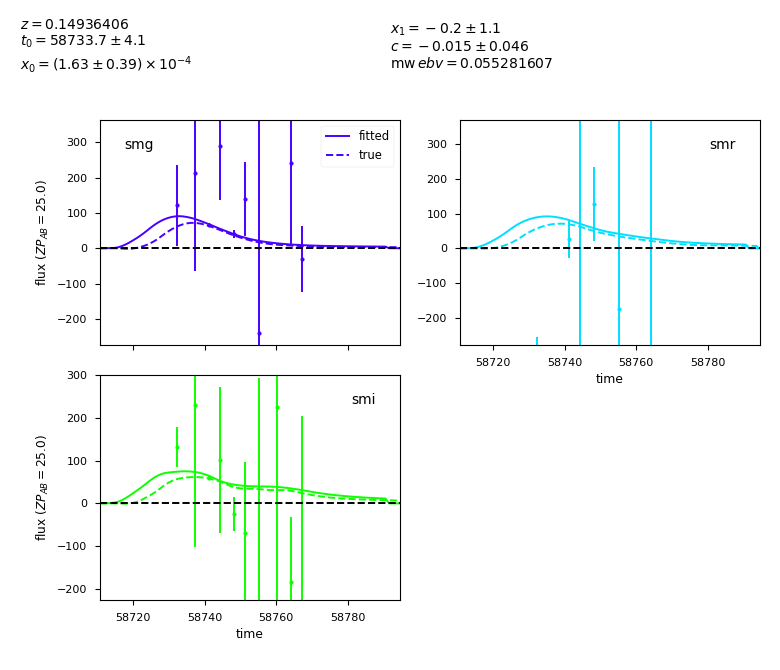 z = 0.14936406
t₀ = 58733.7 ± 4.1
x₀ = (1.63 ± 0.39) × 10⁻⁴
x₁ = −0.2 ± 1.1
c = −0.015 ± 0.046
mw ebv = 0.055281607
smg
fitted
true
300
200
100
0
−100
−200
flux (ZP_AB = 25.0)
smr
300
200
100
0
−100
−200
58720 58740 58760 58780
time
smi
300
200
100
0
−100
−200
flux (ZP_AB = 25.0)
58720 58740 58760 58780
time